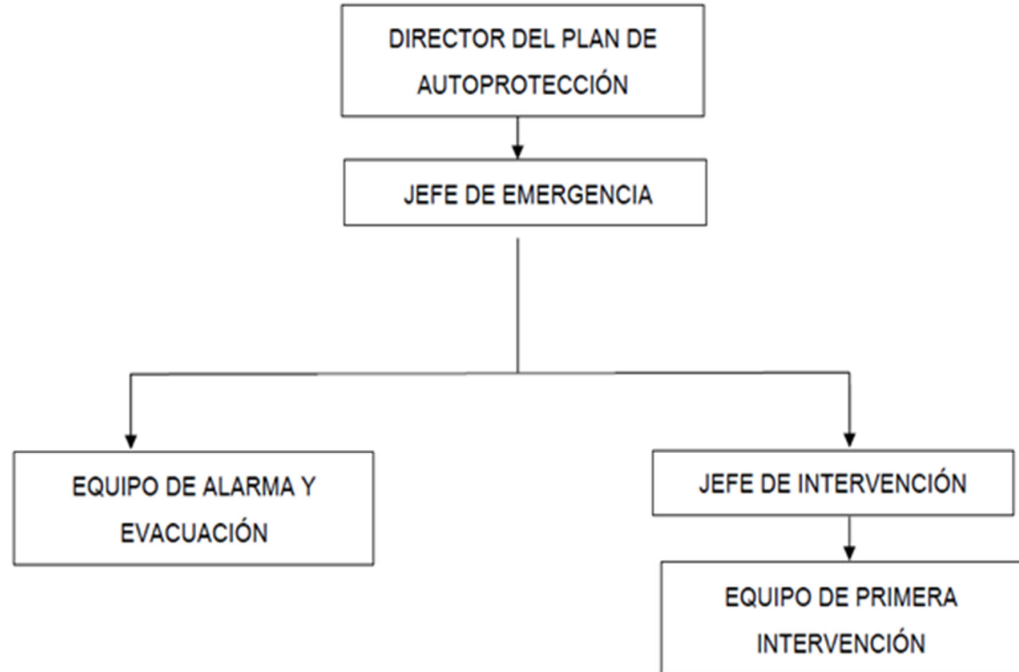 DIRECTOR DEL PLAN DE
AUTOPROTECCIÓN
JEFE DE EMERGENCIA
EQUIPO DE ALARMA Y
EVACUACIÓN
JEFE DE INTERVENCIÓN
EQUIPO DE PRIMERA
INTERVENCIÓN